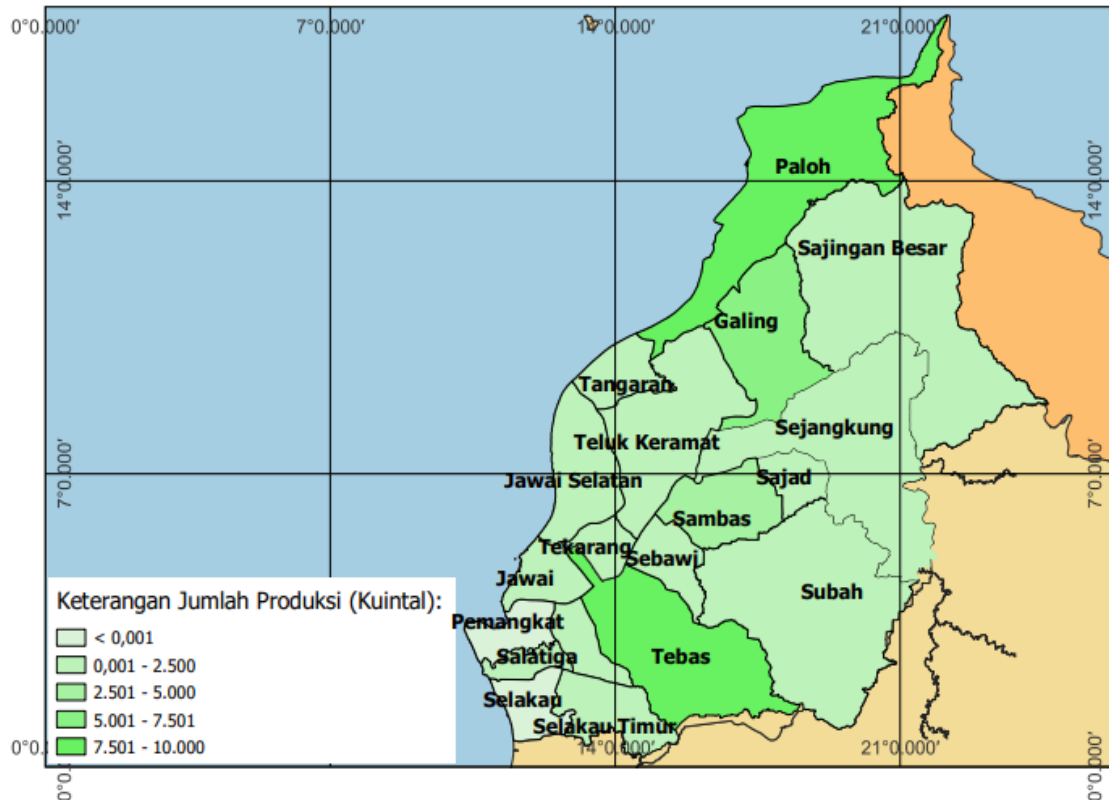 0°0.000′ 7°0.000′ 14°0.000′ 21°0.000′
Paloh
14°0.000′ 14°0.000′
Sajingan Besar
Galing
Tangaran
Sejangkung
Teluk Keramat
7°0.000′ 7°0.000′
Sajad
Jawai Selatan
Sambas
Tekarang
Sebawi
Jawai
Subah
Keterangan Jumlah Produksi (Kuintal):
Pemangkat
< 0,001
Salatiga
Tebas
0,001 - 2.500
2.501 - 5.000
Selakau
5.001 - 7.501
Selakau Timur
7.501 - 10.000
14°0.000′ 21°0.000′
0°0.000′